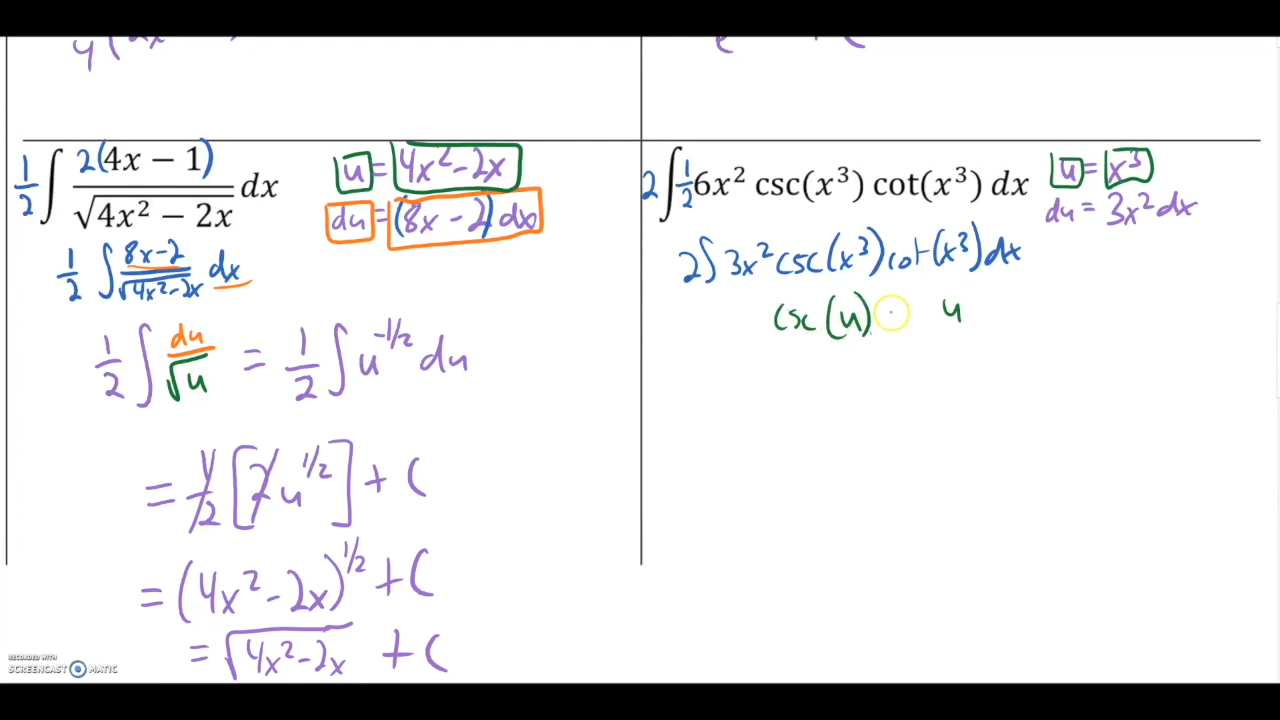 1/2 ∫ 2(4x − 1) / √(4x² − 2x) dx
u = 4x² − 2x
du = (8x − 2) dx
1/2 ∫ 8x−2 / √(4x²−2x) dx
1/2 ∫ du / √u = 1/2 ∫ u^(-1/2) du
= 1/2 [2u^(1/2)] + C
= (4x² − 2x)^(1/2) + C
= √(4x² − 2x) + C
2 ∫ 1/2 6x² csc(x³) cot(x³) dx
u = x³
du = 3x² dx
2 ∫ 3x² csc(x³) cot(x³) dx
csc(u) u
RECORDED WITH
SCREENCAST MATIC